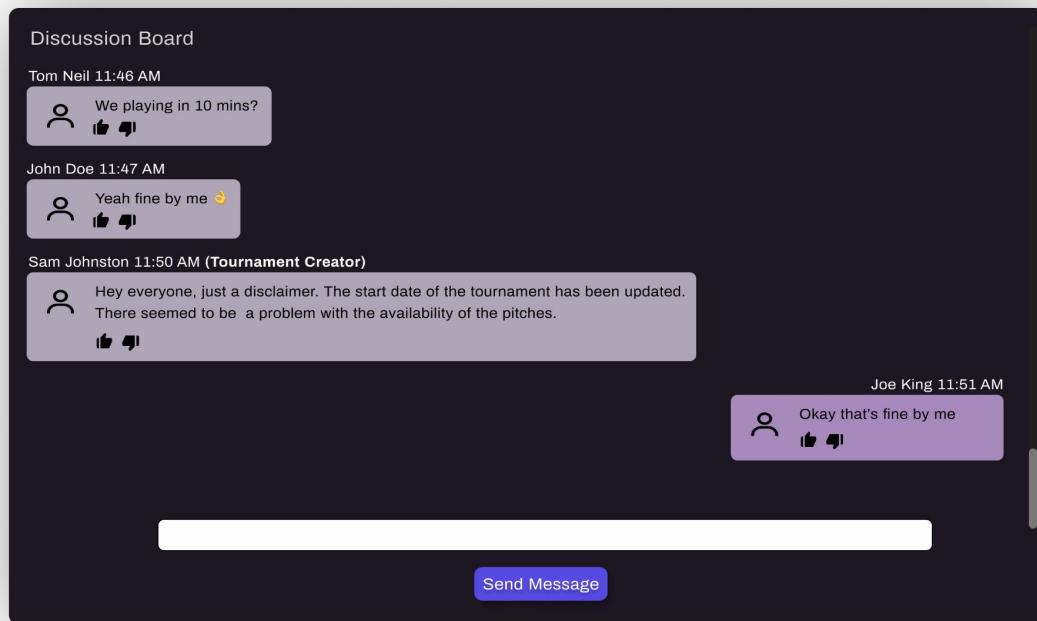 Discussion Board
Tom Neil 11:46 AM
We playing in 10 mins?
John Doe 11:47 AM
Yeah fine by me 👌
Sam Johnston 11:50 AM (Tournament Creator)
Hey everyone, just a disclaimer. The start date of the tournament has been updated.
There seemed to be  a problem with the availability of the pitches.
Joe King 11:51 AM
Okay that's fine by me
Send Message